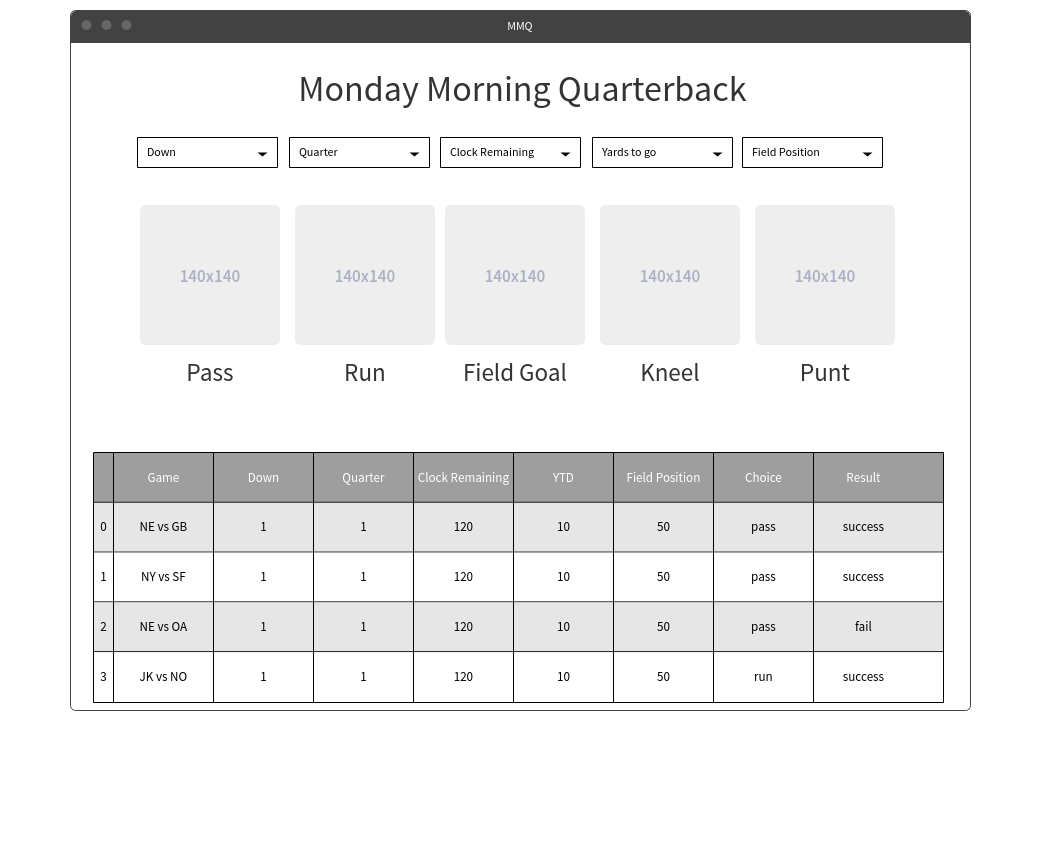 MMQ
Monday Morning Quarterback
Down Quarter Clock Remaining Yards to go Field Position
140x140 140x140 140x140 140x140 140x140
Pass Run Field Goal Kneel Punt
Game Down Quarter Clock Remaining YTD Field Position Choice Result
0 NE vs GB 1 1 120 10 50 pass success
1 NY vs SF 1 1 120 10 50 pass success
2 NE vs OA 1 1 120 10 50 pass fail
3 JK vs NO 1 1 120 10 50 run success